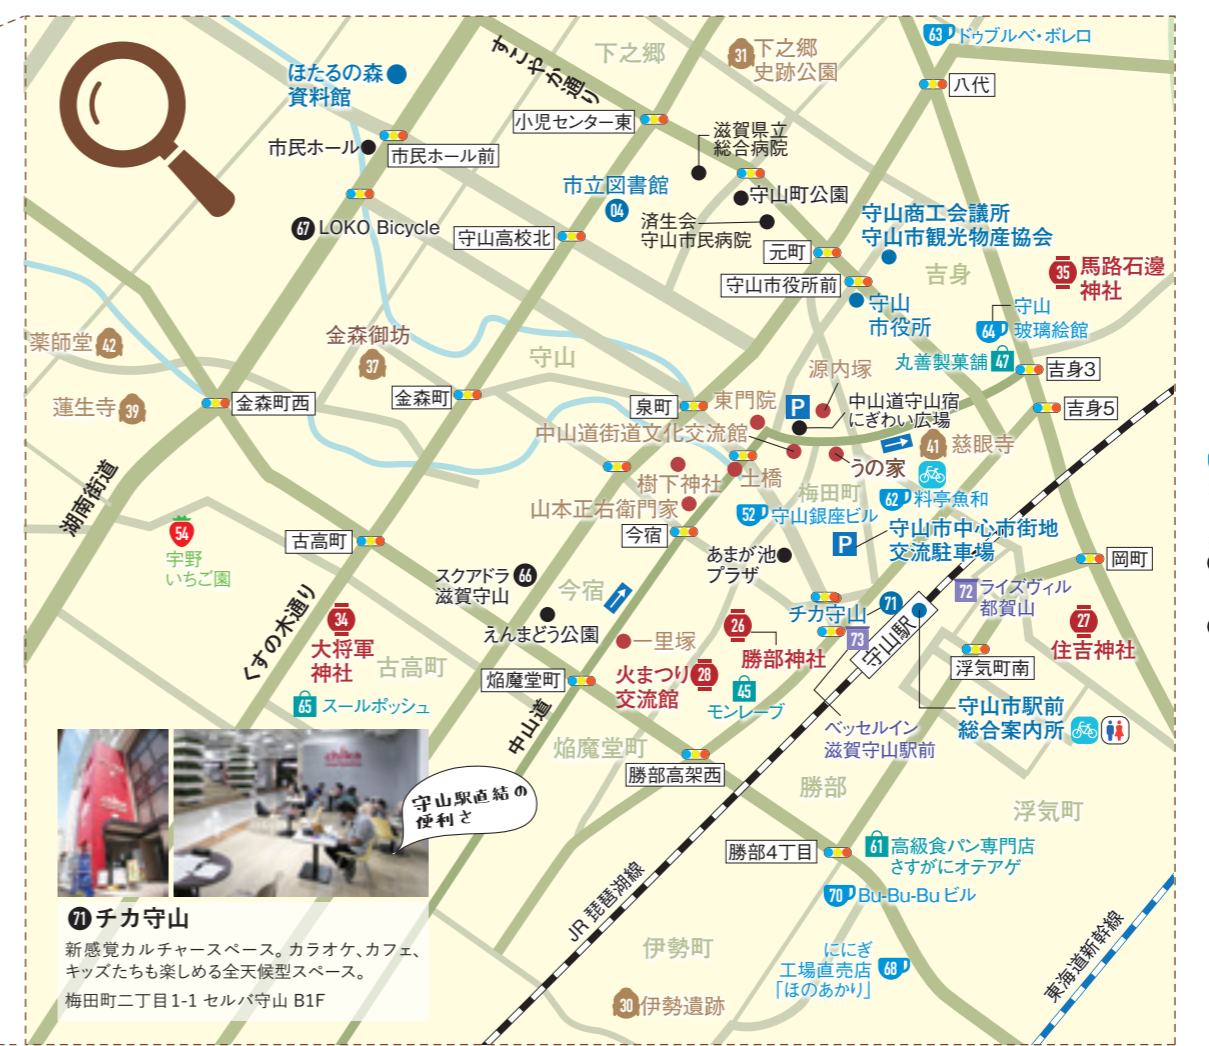 63 ドゥブルベ・ボレロ
すこやか通り
下之郷
31 下之郷
史跡公園
八代
ほたるの森
資料館
小児センター東
滋賀県立
総合病院
市民ホール
市民ホール前
市立図書館
04
守山町公園
67 LOKO Bicycle
守山高校北
済生会
守山市民病院
守山商工会議所
守山市観光物産協会
元町
吉身
35 馬路石邊
神社
守山市役所前
守山
市役所
64 守山
玻璃絵館
薬師堂 42
金森御坊
37
守山
源内塚
丸善製菓舗 47
吉身3
蓮生寺 39
金森町西
金森町
泉町
東門院
P
中山道守山宿
にぎわい広場
吉身5
中山道街道文化交流館
うの家
41 慈眼寺
湖南街道
樹下神社
土橋
梅田町
62 料亭魚和
山本正右衛門家
52 守山銀座ビル
54
宇野
いちご園
古高町
今宿
P
守山市中心市街地
交流駐車場
あまが池
プラザ
岡町
スクアドラ 66
滋賀守山
今宿
72 ライズヴィル
都賀山
くすの木通り
34
大将軍
神社
えんまどう公園
チカ守山 71
26
勝部神社
73
守山駅
27
住吉神社
一里塚
古高町
焔魔堂町
火まつり
交流館 28
浮気町南
65 スールポッシュ
45
モンレーブ
守山市駅前
総合案内所
中山道
焔魔堂町
ベッセルイン
滋賀守山駅前
chika
守山駅直結の
便利さ
勝部高架西
勝部
浮気町
勝部4丁目
61 高級食パン専門店
さすがにオテアゲ
70 Bu-Bu-Bu ビル
JR 琵琶湖線
71 チカ守山
新感覚カルチャースペース。カラオケ、カフェ、
キッズたちも楽しめる全天候型スペース。
梅田町二丁目1-1 セルバ守山 B1F
伊勢町
ににぎ
工場直売店
「ほのあかり」 68
東海道新幹線
30 伊勢遺跡